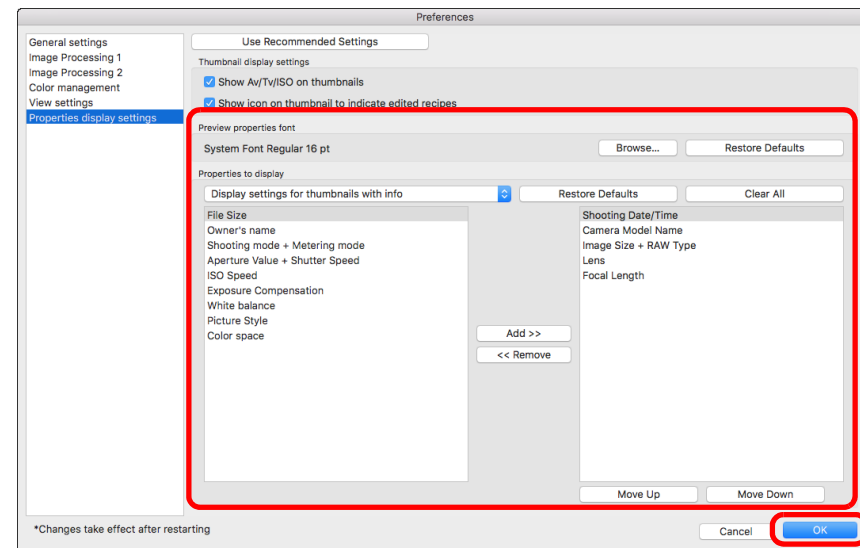 Preferences
General settings
Image Processing 1
Image Processing 2
Color management
View settings
Properties display settings
Use Recommended Settings
Thumbnail display settings
Show Av/Tv/ISO on thumbnails
Show icon on thumbnail to indicate edited recipes
Preview properties font
System Font Regular 16 pt
Browse...
Restore Defaults
Properties to display
Display settings for thumbnails with info
Restore Defaults
Clear All
File Size
Owner's name
Shooting mode + Metering mode
Aperture Value + Shutter Speed
ISO Speed
Exposure Compensation
White balance
Picture Style
Color space
Add >>
<< Remove
Shooting Date/Time
Camera Model Name
Image Size + RAW Type
Lens
Focal Length
Move Up
Move Down
*Changes take effect after restarting
Cancel
OK